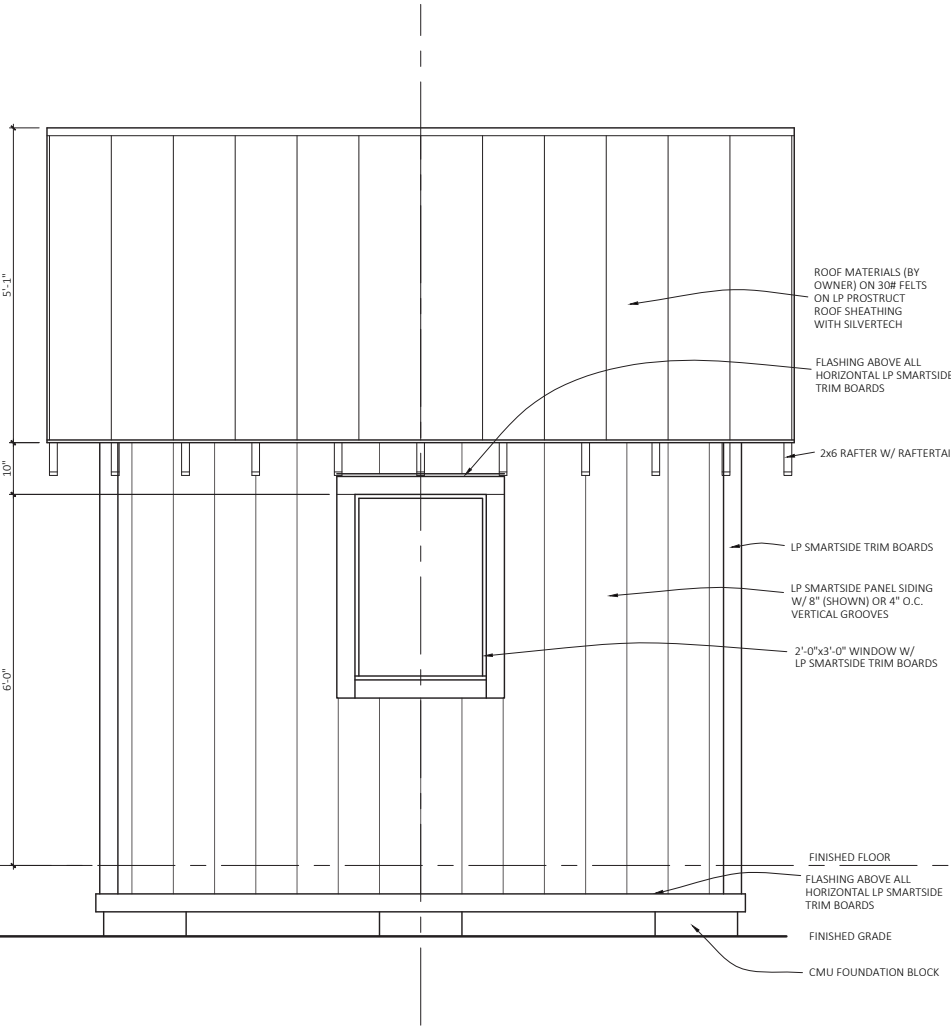 5'-1"
ROOF MATERIALS (BY
OWNER) ON 30# FELTS
ON LP PROSTRUCT
ROOF SHEATHING
WITH SILVERTECH
FLASHING ABOVE ALL
HORIZONTAL LP SMARTSIDE
TRIM BOARDS
10"
2x6 RAFTER W/ RAFTERTAI
LP SMARTSIDE TRIM BOARDS
LP SMARTSIDE PANEL SIDING
W/ 8" (SHOWN) OR 4" O.C.
VERTICAL GROOVES
2'-0"x3'-0" WINDOW W/
LP SMARTSIDE TRIM BOARDS
6'-0"
FINISHED FLOOR
FLASHING ABOVE ALL
HORIZONTAL LP SMARTSIDE
TRIM BOARDS
FINISHED GRADE
CMU FOUNDATION BLOCK